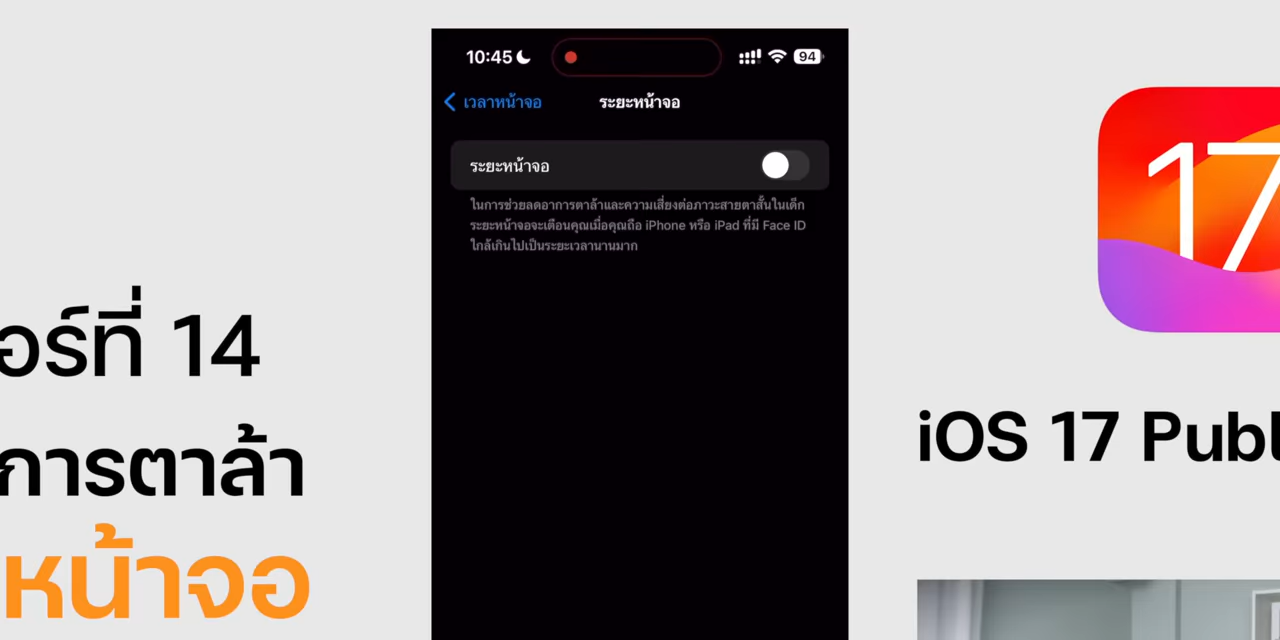 10:45
94
เวลาหน้าจอ
ระยะหน้าจอ
ระยะหน้าจอ
ในการช่วยลดอาการตาล้าและความเสี่ยงต่อภาวะสายตาสั้นในเด็ก
ระยะหน้าจอจะเตือนคุณเมื่อคุณถือ iPhone หรือ iPad ที่มี Face ID
ใกล้เกินไปเป็นระยะเวลานานมาก
อร์ที่ 14
การตาล้า
หน้าจอ
17
iOS 17